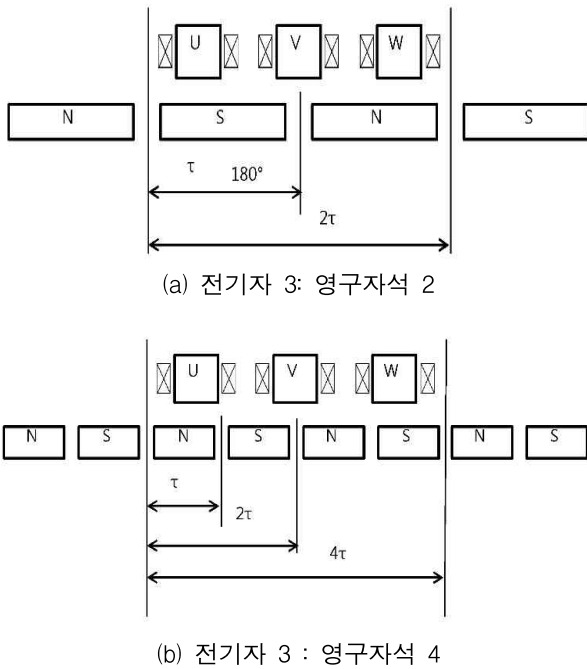 U V W
N S N S
τ 180°
2τ
(a) 전기자 3: 영구자석 2
U V W
N S N S N S N S
τ
2τ
4τ
(b) 전기자 3 : 영구자석 4